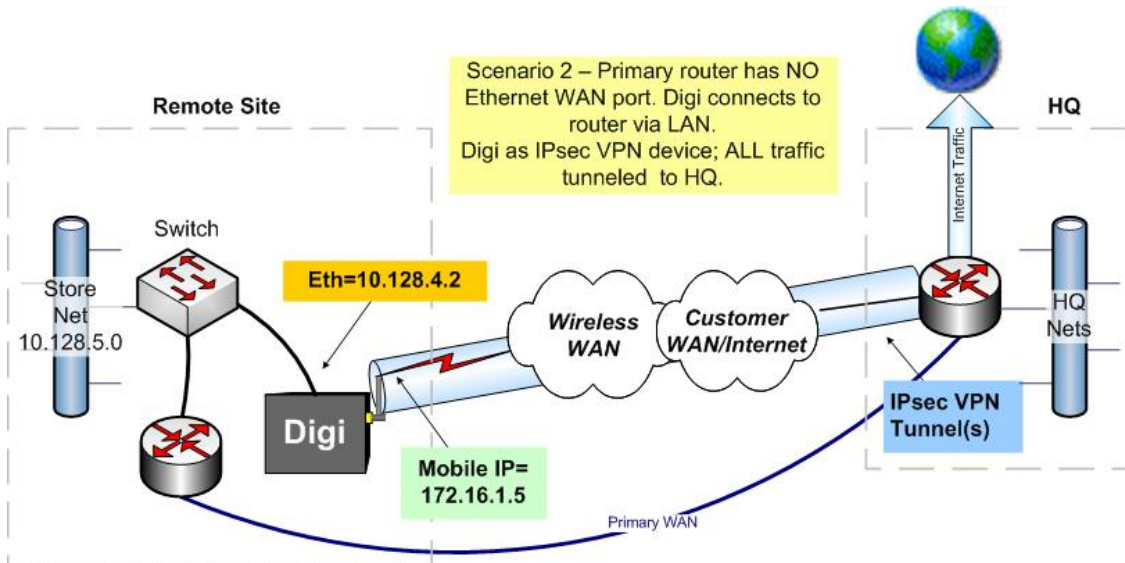 Scenario 2 – Primary router has NO
Ethernet WAN port. Digi connects to
router via LAN.
Digi as IPsec VPN device; ALL traffic
tunneled to HQ.
Remote Site
HQ
Internet Traffic
Switch
Eth=10.128.4.2
Store
Net
10.128.5.0
Wireless
WAN
Customer
WAN/Internet
HQ
Nets
Digi
IPsec VPN
Tunnel(s)
Mobile IP=
172.16.1.5
Primary WAN